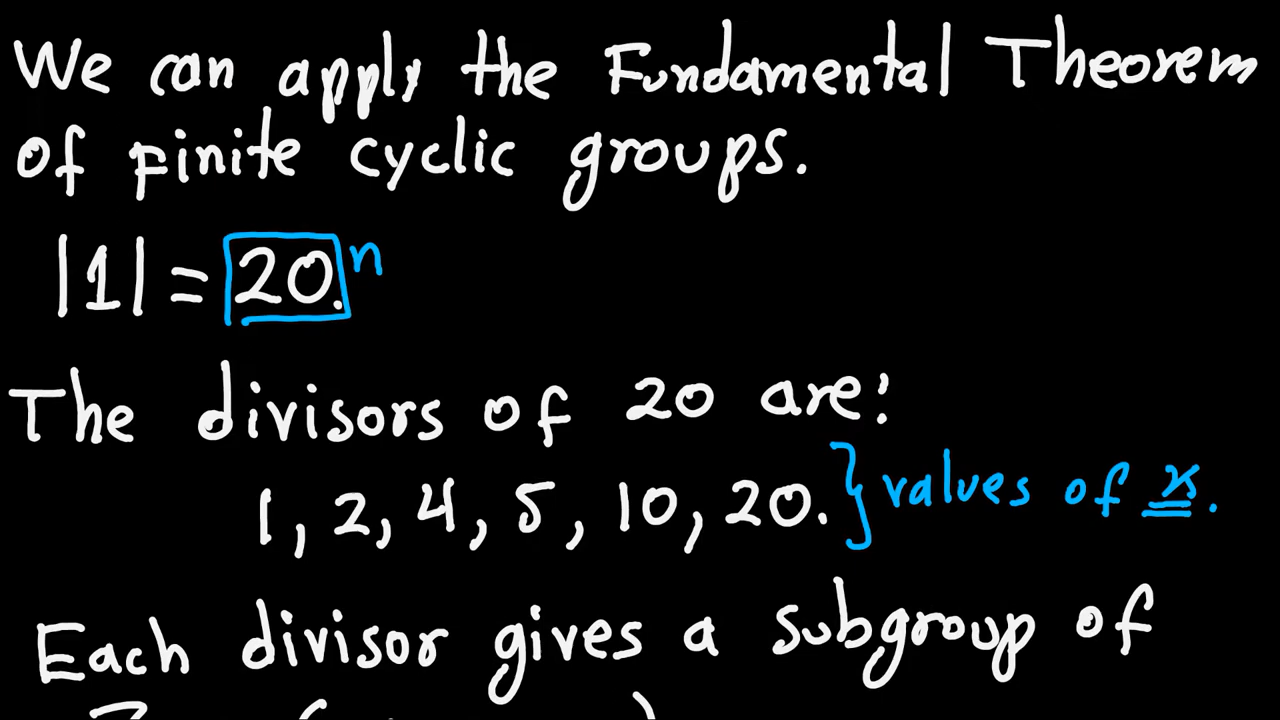 We can apply the Fundamental Theorem
of finite cyclic groups.
|1| = 20. n
The divisors of 20 are:
1, 2, 4, 5, 10, 20. } values of x.
Each divisor gives a subgroup of